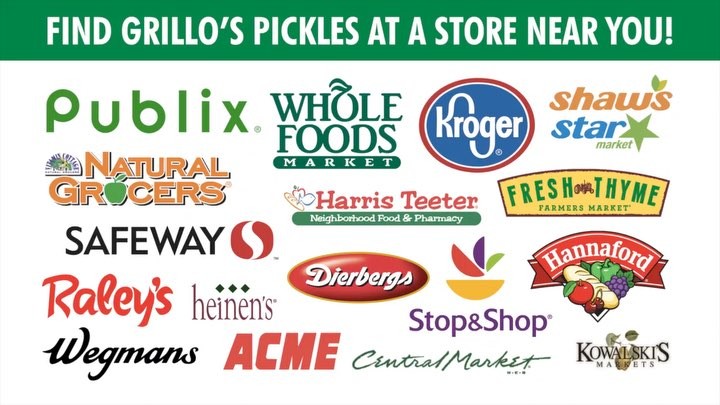 FIND GRILLO'S PICKLES AT A STORE NEAR YOU!
Publix®
WHOLE
FOODS
MARKET
Kroger®
shaw's
star
market
NATURAL
GROCERS®
Harris Teeter
Neighborhood Food & Pharmacy
FRESH THYME
FARMERS MARKET
SAFEWAY
Hannaford
Dierbergs
Raley's
heinen's®
Stop&Shop®
Wegmans
ACME
Central Market
H-E-B
KOWALSKI'S
MARKETS